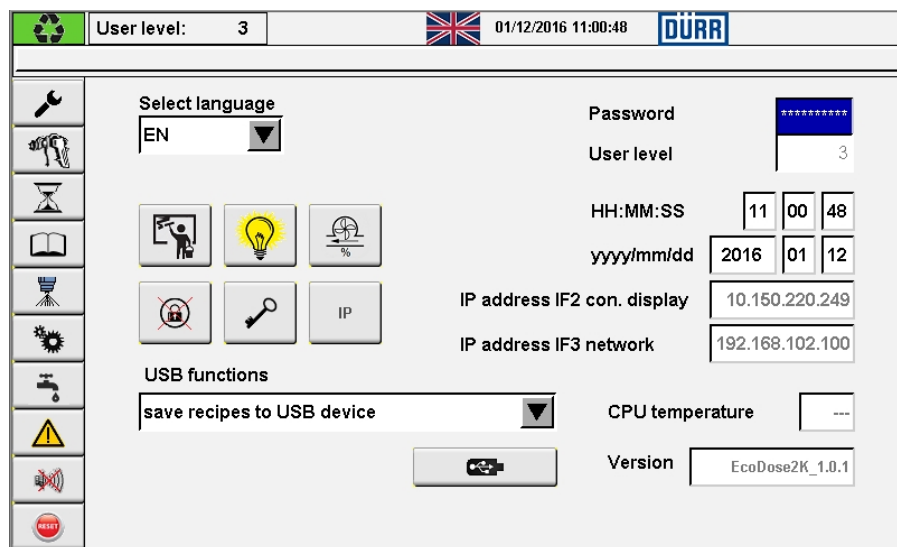 User level: 3
01/12/2016 11:00:48
DÜRR
Select language
EN
Password
**********
User level
3
HH:MM:SS
11 00 48
yyyy/mm/dd
2016 01 12
%
IP
IP address IF2 con. display
10.150.220.249
IP address IF3 network
192.168.102.100
USB functions
save recipes to USB device
CPU temperature
---
Version
EcoDose2K_1.0.1
RESET